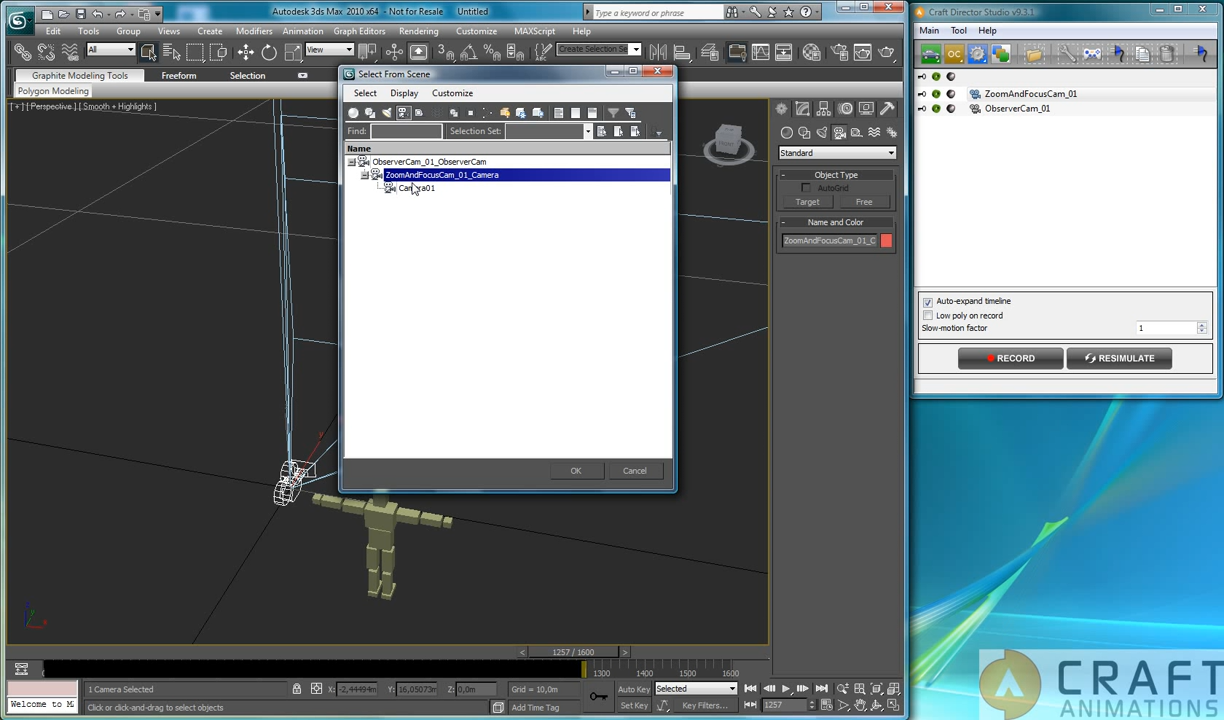 Autodesk 3ds Max 2010 x64 - Not for Resale Untitled
Type a keyword or phrase
Edit Tools Group Views Create Modifiers Animation Graph Editors Rendering Customize MAXScript Help
All
View
Create Selection Se
Graphite Modeling Tools Freeform Selection
Polygon Modeling
[ + ] [ Perspective ] [ Smooth + Highlights ]
Select From Scene
Select Display Customize
Find: Selection Set:
Name
ObserverCam_01_ObserverCam
ZoomAndFocusCam_01_Camera
Camera01
OK Cancel
Standard
Object Type
AutoGrid
Target Free
Name and Color
ZoomAndFocusCam_01_C
Craft Director Studio v9.3.1
Main Tool Help
OC
ZoomAndFocusCam_01
ObserverCam_01
Auto-expand timeline
Low poly on record
Slow-motion factor 1
RECORD RESIMULATE
1257 / 1600
1300 1400 1500 1600
1 Camera Selected X: -2,44494m Y: 16,05073m Z: 0,0m Grid = 10,0m Auto Key Selected
Welcome to M Click or click-and-drag to select objects Add Time Tag Set Key Key Filters... 1257
CRAFT
ANIMATIONS